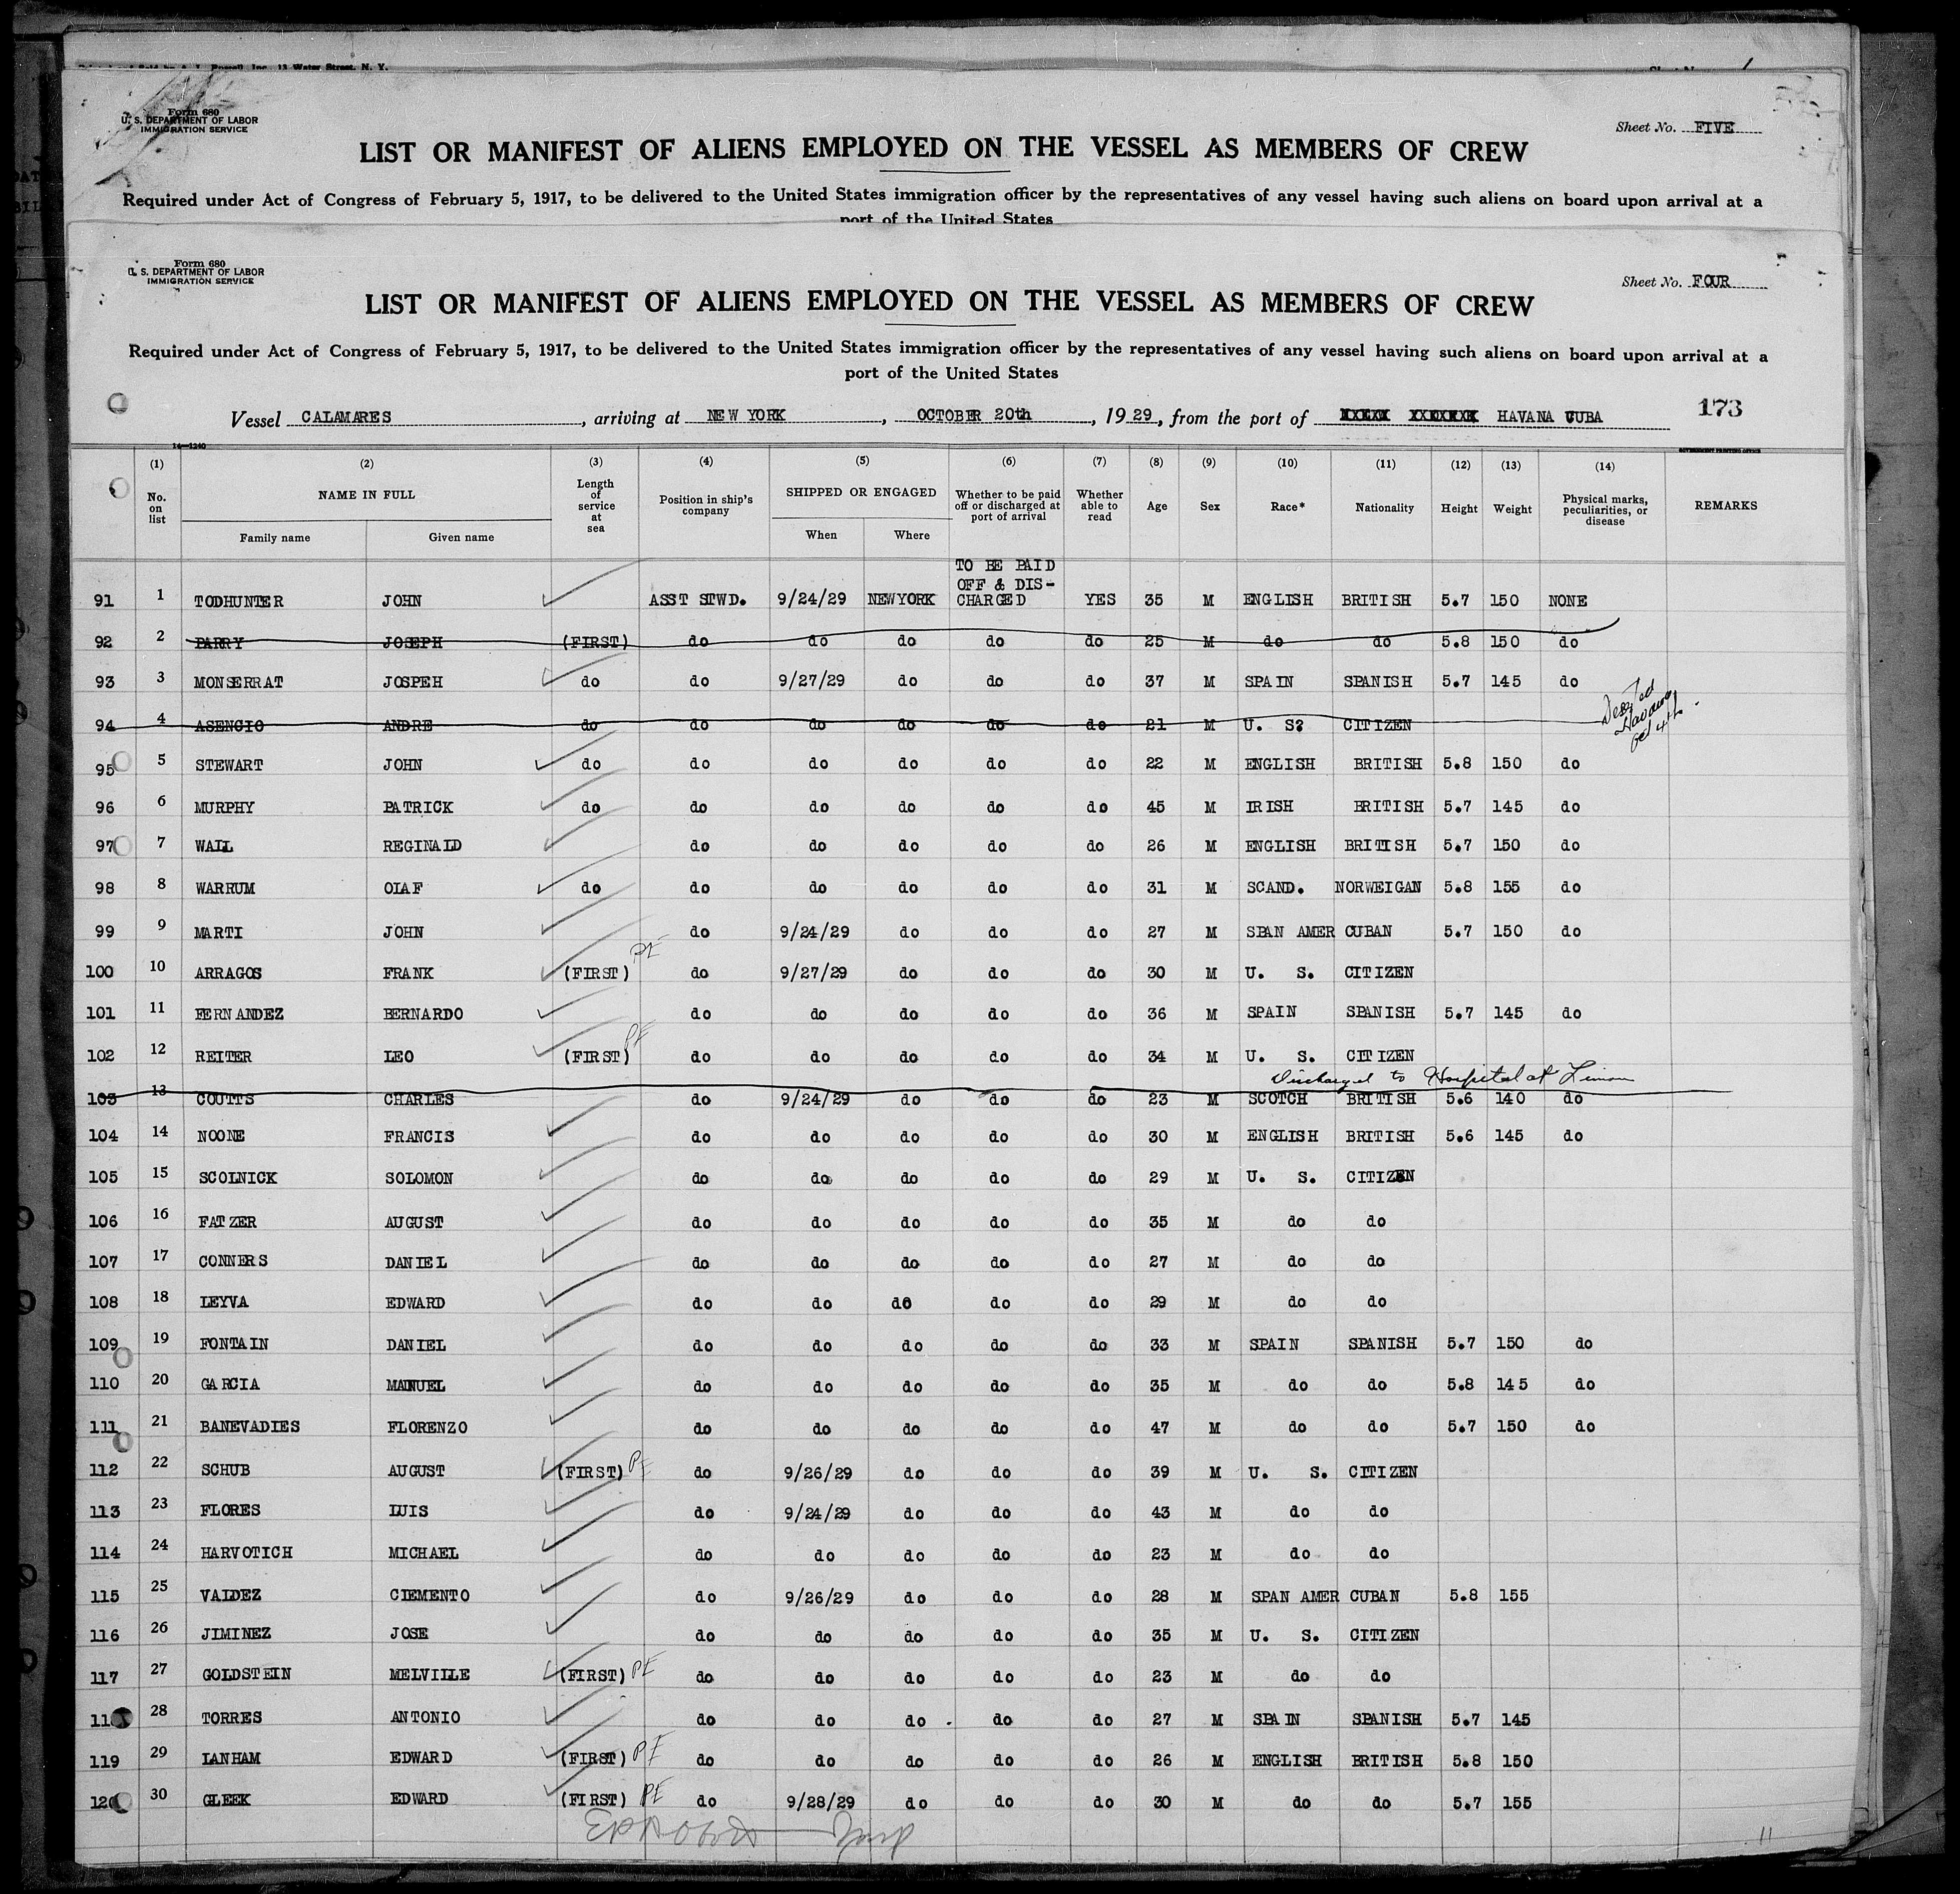 Form 680
U. S. DEPARTMENT OF LABOR
IMMIGRATION SERVICE
Sheet No. FIVE
LIST OR MANIFEST OF ALIENS EMPLOYED ON THE VESSEL AS MEMBERS OF CREW
Required under Act of Congress of February 5, 1917, to be delivered to the United States immigration officer by the representatives of any vessel having such aliens on board upon arrival at a
port of the United States
Form 680
U. S. DEPARTMENT OF LABOR
IMMIGRATION SERVICE
Sheet No. FOUR
LIST OR MANIFEST OF ALIENS EMPLOYED ON THE VESSEL AS MEMBERS OF CREW
Required under Act of Congress of February 5, 1917, to be delivered to the United States immigration officer by the representatives of any vessel having such aliens on board upon arrival at a
port of the United States
Vessel CALAMARES, arriving at NEW YORK, OCTOBER 20th, 1929, from the port of HAVANA CUBA 173
14-1240 GOVERNMENT PRINTING OFFICE
(1) (2) (3) (4) (5) (6) (7) (8) (9) (10) (11) (12) (13) (14)
No. on list NAME IN FULL Family name Given name Length of service at sea Position in ship's company SHIPPED OR ENGAGED When Where Whether to be paid off or discharged at port of arrival Whether able to read Age Sex Race* Nationality Height Weight Physical marks, peculiarities, or disease REMARKS
91 1 TODHUNTER JOHN ASST STWD. 9/24/29 NEWYORK TO BE PAID OFF & DIS-CHARGED YES 35 M ENGLISH BRITISH 5.7 150 NONE
92 2 PARRY JOSEPH (FIRST) do do do do do 25 M do do 5.8 150 do
93 3 MONSERRAT JOSPEH do do 9/27/29 do do do 37 M SPAIN SPANISH 5.7 145 do
94 4 ASENCIO ANDRE do do do do do do 21 M U. S? CITIZEN Havana Oct 4th
95 5 STEWART JOHN do do do do do do 22 M ENGLISH BRITISH 5.8 150 do
96 6 MURPHY PATRICK do do do do do do 45 M IRISH BRITISH 5.7 145 do
97 7 WALL REGINALD do do do do do 26 M ENGLISH BRITISH 5.7 150 do
98 8 WARRUM OLAF do do do do do do 31 M SCAND. NORWEIGAN 5.8 155 do
99 9 MARTI JOHN do 9/24/29 do do do 27 M SPAN AMER CUBAN 5.7 150 do
100 10 ARRAGOS FRANK (FIRST) PE do 9/27/29 do do do 30 M U. S. CITIZEN
101 11 FERNANDEZ BERNARDO do do do do do 36 M SPAIN SPANISH 5.7 145 do
102 12 REITER LEO (FIRST) PE do do do do do 34 M U. S. CITIZEN
Discharged to Hospital at Limon
103 13 COUTTS CHARLES do 9/24/29 do do do 23 M SCOTCH BRITISH 5.6 140 do
104 14 NOONE FRANCIS do do do do do 30 M ENGLISH BRITISH 5.6 145 do
105 15 SCOLNICK SOLOMON do do do do do 29 M U. S. CITIZEN
106 16 FATZER AUGUST do do do do do 35 M do do
107 17 CONNERS DANIEL do do do do do 27 M do do
108 18 LEYVA EDWARD do do do do do 29 M do do
109 19 FONTAIN DANIEL do do do do do 33 M SPAIN SPANISH 5.7 150 do
110 20 GARCIA MANUEL do do do do do 35 M do do 5.8 145 do
111 21 BANEVADIES FLORENZO do do do do do 47 M do do 5.7 150 do
112 22 SCHUB AUGUST (FIRST) PE do 9/26/29 do do do 39 M U. S. CITIZEN
113 23 FLORES LUIS do 9/24/29 do do do 43 M do do
114 24 HARVOTICH MICHAEL do do do do do 23 M do do
115 25 VALDEZ CLEMENTO do 9/26/29 do do do 28 M SPAN AMER CUBAN 5.8 155
116 26 JIMINEZ JOSE do do do do do 35 M U. S. CITIZEN
117 27 GOLDSTEIN MELVILLE (FIRST) PE do do do do do 23 M do do
28 TORRES ANTONIO do do do do do 27 M SPAIN SPANISH 5.7 145
119 29 LANHAM EDWARD (FIRST) PE do do do do do 26 M ENGLISH BRITISH 5.8 150
120 30 GLEEK EDWARD (FIRST) PE do 9/28/29 do do do 30 M do do 5.7 155
11